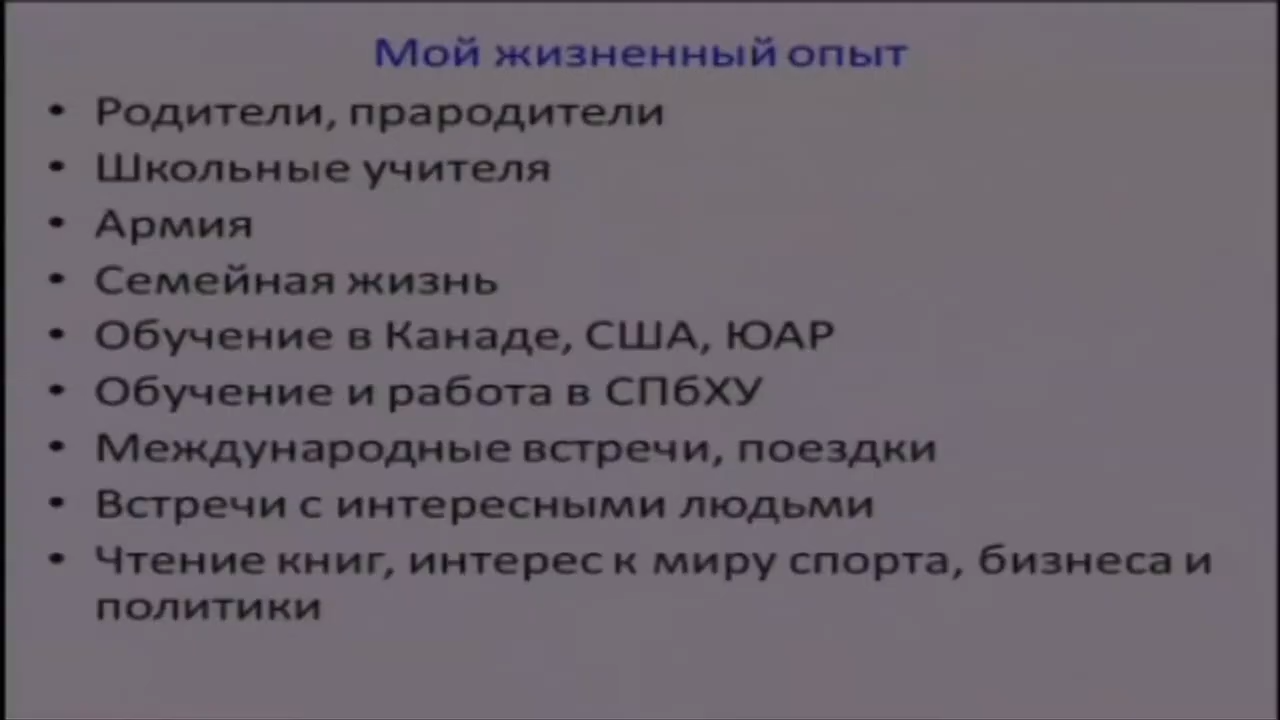 Мой жизненный опыт
• Родители, прародители
• Школьные учителя
• Армия
• Семейная жизнь
• Обучение в Канаде, США, ЮАР
• Обучение и работа в СПбХУ
• Международные встречи, поездки
• Встречи с интересными людьми
• Чтение книг, интерес к миру спорта, бизнеса и
политики